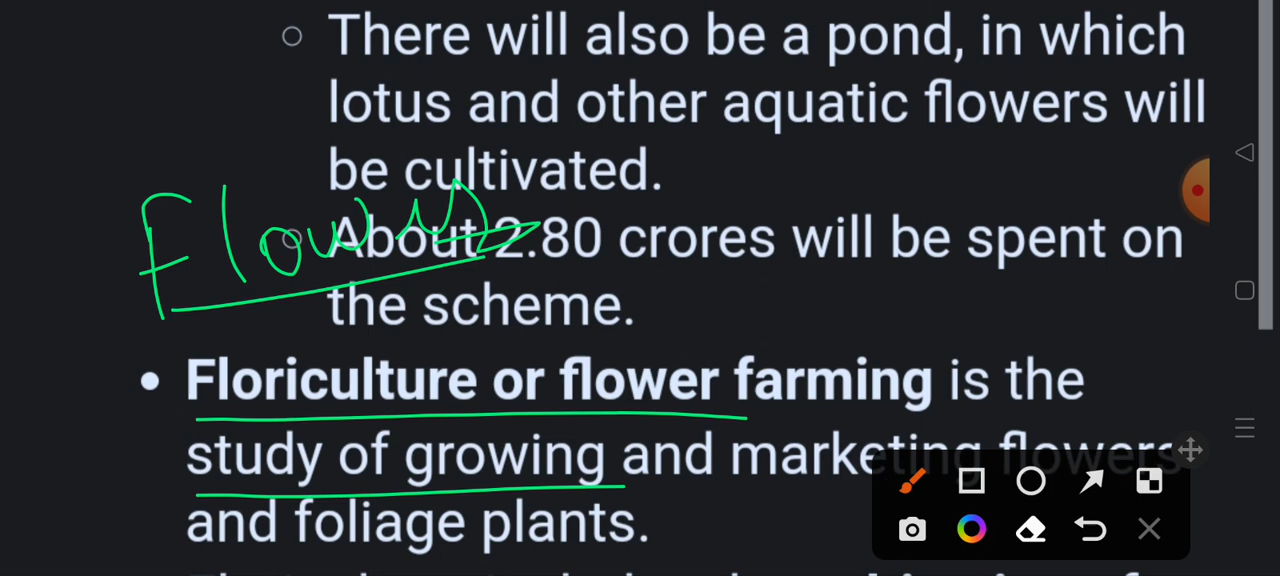 There will also be a pond, in which
lotus and other aquatic flowers will
be cultivated.
Flowers
About 2.80 crores will be spent on
the scheme.
Floriculture or flower farming is the
study of growing and marketing flowers
and foliage plants.